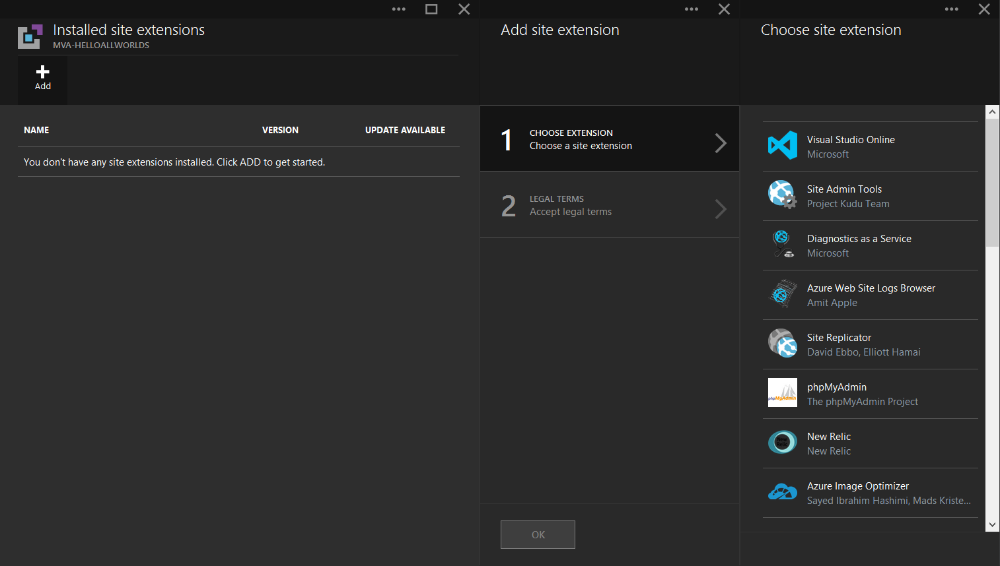 Installed site extensions
MVA-HELLOALLWORLDS
Add
NAME VERSION UPDATE AVAILABLE
You don't have any site extensions installed. Click ADD to get started.
Add site extension
1
CHOOSE EXTENSION
Choose a site extension
2
LEGAL TERMS
Accept legal terms
OK
Choose site extension
Visual Studio Online
Microsoft
Site Admin Tools
Project Kudu Team
Diagnostics as a Service
Microsoft
Azure Web Site Logs Browser
Amit Apple
Site Replicator
David Ebbo, Elliott Hamai
phpMyAdmin
phpMyAdmin
The phpMyAdmin Project
New Relic
New Relic
New Relic
Azure Image Optimizer
Sayed Ibrahim Hashimi, Mads Kriste...